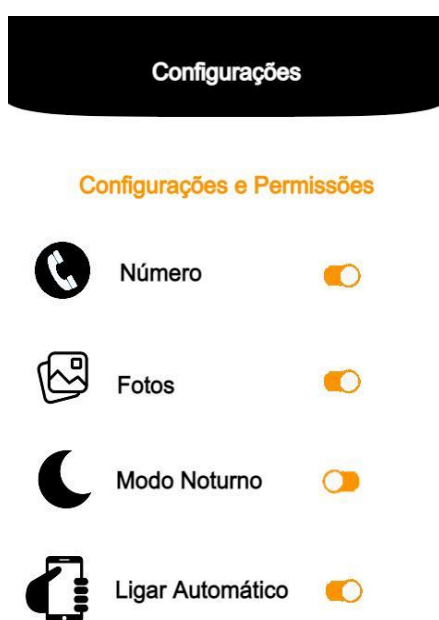 Configurações
Configurações e Permissões
Número
Fotos
Modo Noturno
Ligar Automático